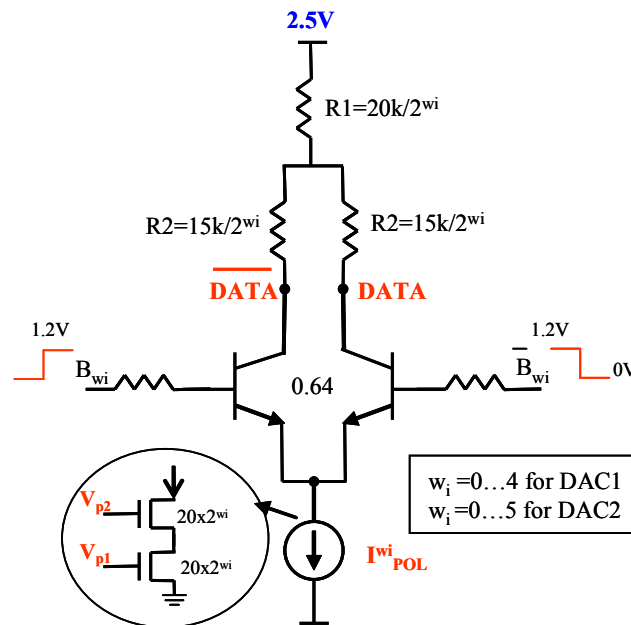 2.5V
R1=20k/2^wi
R2=15k/2^wi
R2=15k/2^wi
DATA
DATA
1.2V
1.2V
B_wi
B_wi
0V
0.64
V_p2
20x2^wi
V_p1
20x2^wi
I^wi_POL
w_i =0…4 for DAC1
w_i =0…5 for DAC2